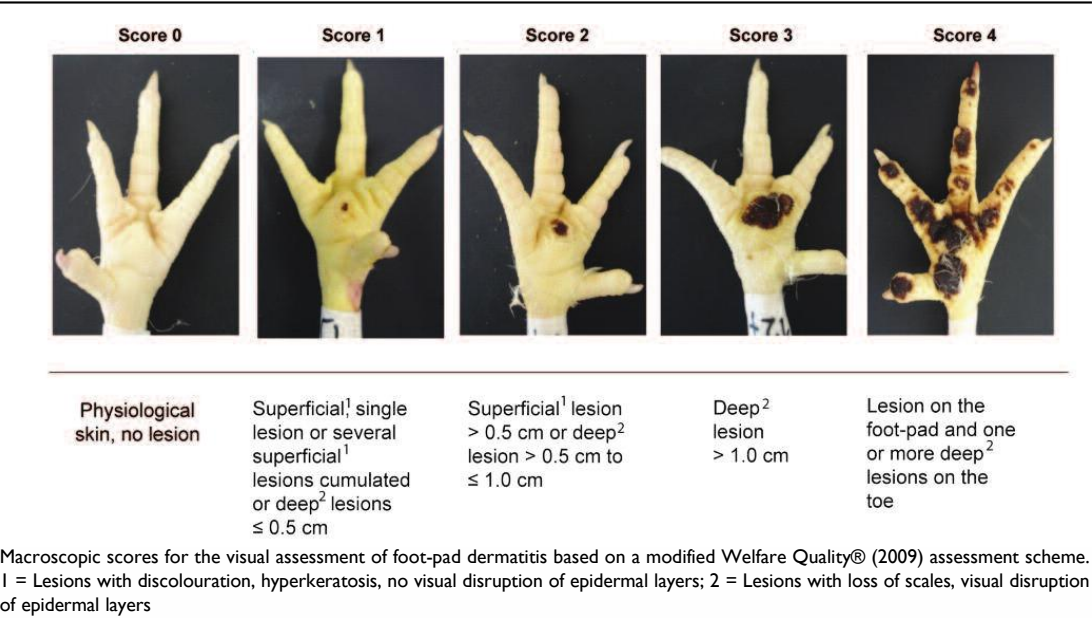 Score 0
Score 1
Score 2
Score 3
Score 4
Physiological
skin, no lesion
Superficial,1 single
lesion or several
superficial1
lesions cumulated
or deep2 lesions
≤ 0.5 cm
Superficial1 lesion
> 0.5 cm or deep2
lesion > 0.5 cm to
≤ 1.0 cm
Deep2
lesion
> 1.0 cm
Lesion on the
foot-pad and one
or more deep2
lesions on the
toe
Macroscopic scores for the visual assessment of foot-pad dermatitis based on a modified Welfare Quality® (2009) assessment scheme.
1 = Lesions with discolouration, hyperkeratosis, no visual disruption of epidermal layers; 2 = Lesions with loss of scales, visual disruption
of epidermal layers